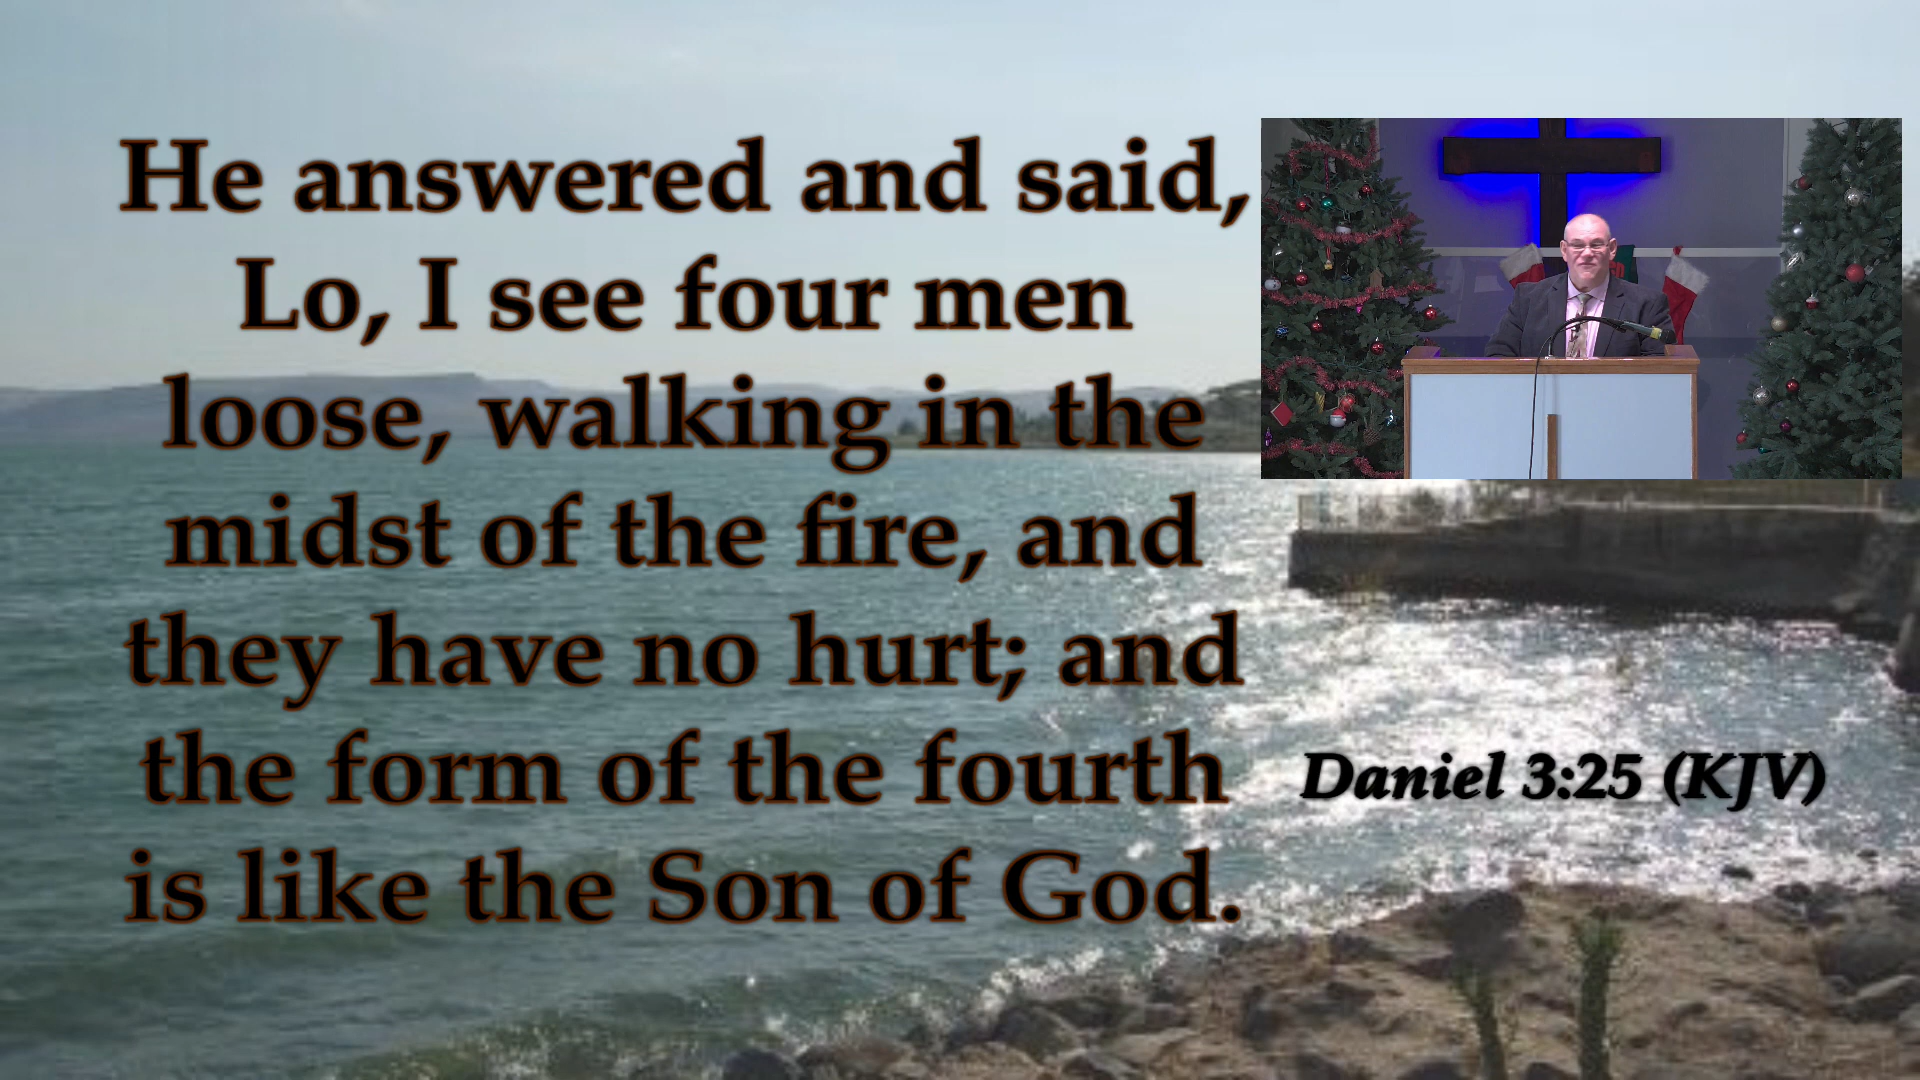 He answered and said,
Lo, I see four men
loose, walking in the
midst of the fire, and
they have no hurt; and
the form of the fourth
is like the Son of God.
Daniel 3:25 (KJV)